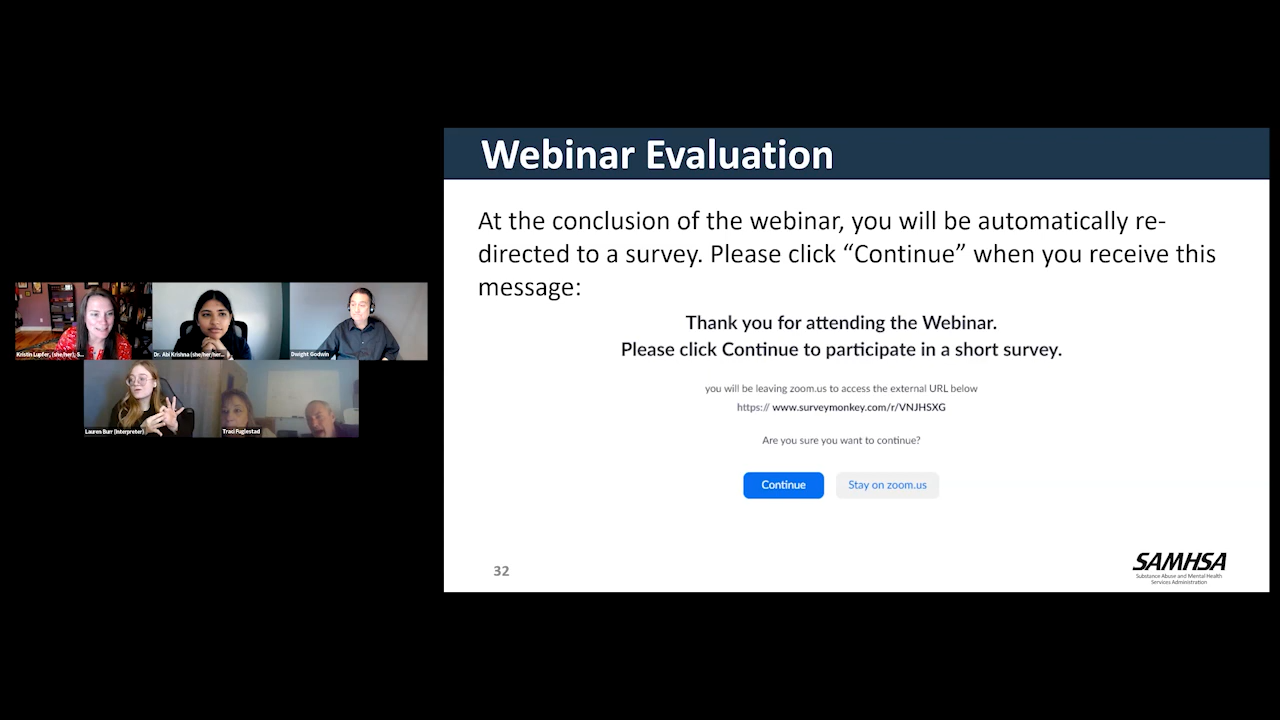 Webinar Evaluation
At the conclusion of the webinar, you will be automatically re-
directed to a survey. Please click “Continue” when you receive this
message:
Thank you for attending the Webinar.
Please click Continue to participate in a short survey.
you will be leaving zoom.us to access the external URL below
https:// www.surveymonkey.com/r/VNJHSXG
Are you sure you want to continue?
Continue
Stay on zoom.us
32
SAMHSA
Substance Abuse and Mental Health
Services Administration
Kristin Lupfer, (she/her), S...
Dr. Abi Krishna (she/her/her...
Dwight Godwin
Lauren Burr (Interpreter)
Traci Fuglestad